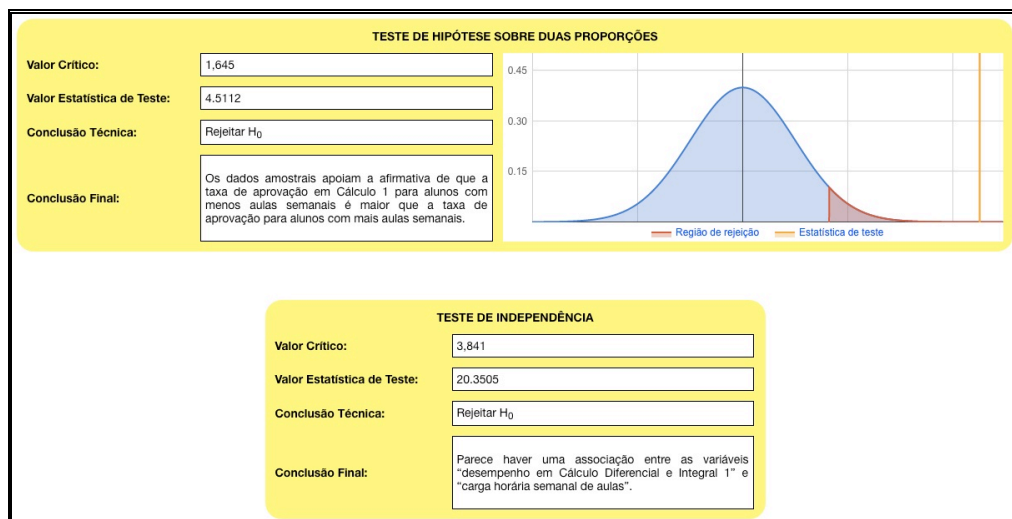 TESTE DE HIPÓTESE SOBRE DUAS PROPORÇÕES
Valor Crítico:
1,645
Valor Estatística de Teste:
4.5112
Conclusão Técnica:
Rejeitar H0
Conclusão Final:
Os dados amostrais apoiam a afirmativa de que a
taxa de aprovação em Cálculo 1 para alunos com
menos aulas semanais é maior que a taxa de
aprovação para alunos com mais aulas semanais.
0.45
0.30
0.15
Região de rejeição
Estatística de teste
TESTE DE INDEPENDÊNCIA
Valor Crítico:
3,841
Valor Estatística de Teste:
20.3505
Conclusão Técnica:
Rejeitar H0
Conclusão Final:
Parece haver uma associação entre as variáveis
“desempenho em Cálculo Diferencial e Integral 1” e
“carga horária semanal de aulas”.